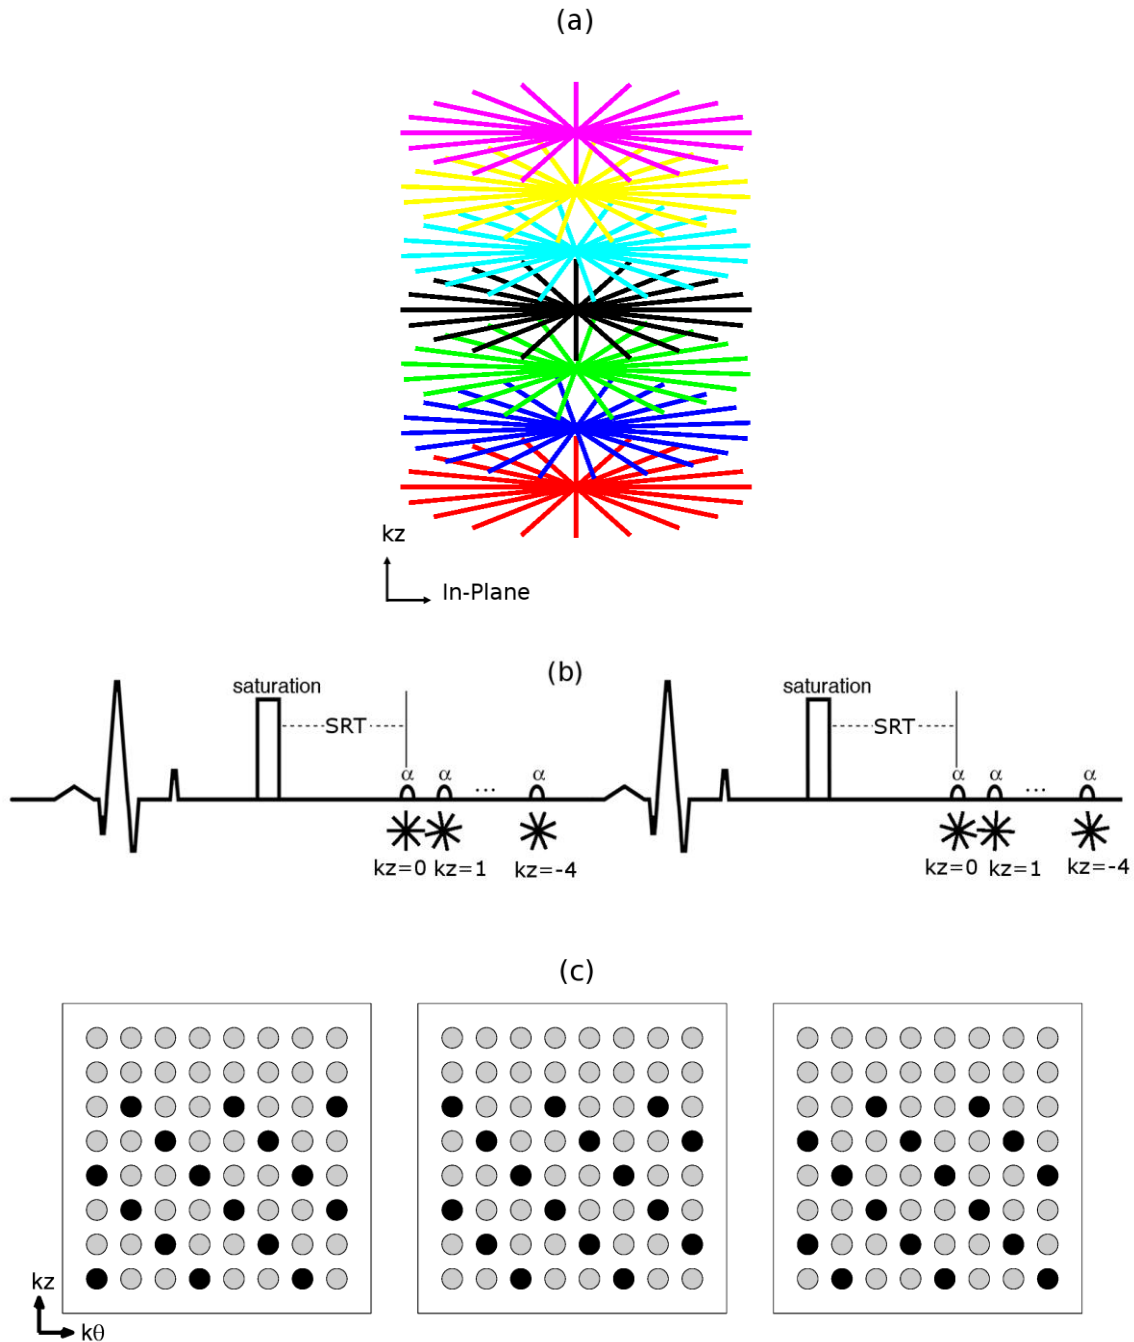 (a)
kz
In-Plane
(b)
saturation saturation
SRT SRT
α α ... α α α ... α
kz=0 kz=1 kz=-4 kz=0 kz=1 kz=-4
(c)
kz
kθ